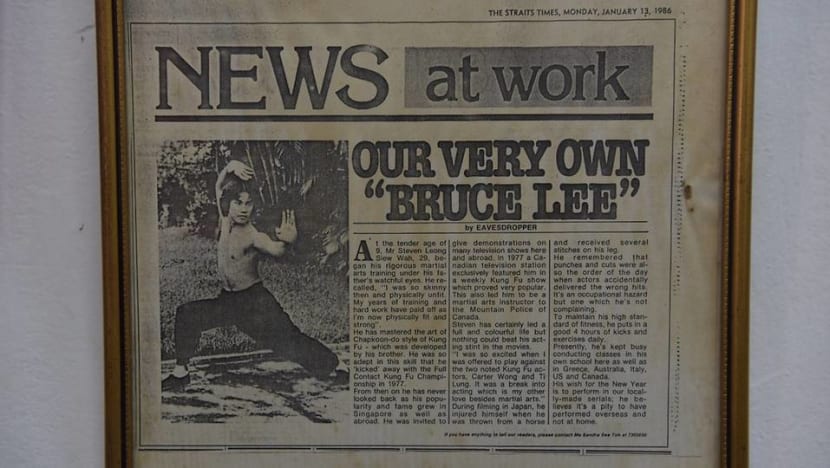 THE STRAITS TIMES, MONDAY, JANUARY 13, 1986
NEWS at work
OUR VERY OWN
“BRUCE LEE”
by EAVESDROPPER
At the tender age of
9, Mr Steven Leong
Siew Wah, 29, be-
gan his rigorous martial
arts training under his fa-
ther's watchful eyes. He re-
called, "I was so skinny
then and physically unfit.
My years of training and
hard work have paid off as
I'm now physically fit and
strong"
He has mastered the art of
Chapkoon-do style of Kung
Fu - which was developed
by his brother. He was so
adept in this skill that he
'kicked' away with the Full
Contact Kung Fu Champi-
onship in 1977.
From then on he has never
looked back as his popu-
larity and fame grew in
Singapore as well as
abroad. He was invited to
give demonstrations on
many television shows here
and abroad. in 1977 a Ca-
nadian television station
exclusively featured him in
a weekly Kung Fu show
which proved very popular.
This also led him to be a
martial arts instructor to
the Mountain Police of
Canada.
Steven has certainly led a
full and colourful life but
nothing could beat his act-
ing stint in the movies.
"I was so excited when I
was offered to play against
the two noted Kung Fu ac-
tors, Carter Wong and Ti
Lung. It was a break into
acting which is my other
love besides martial arts."
During filming in Japan, he
injured himself when he
was thrown from a horse
and received several
stitches on his leg.
He remembered that
punches and cuts were al-
so the order of the day
when actors accidentally
delivered the wrong hits.
It's an occupational hazard
but one which he's not
complaining.
To maintain his high stan-
dard of fitness, he puts in a
good 4 hours of kicks and
exercises daily.
Presently, he's kept busy
conducting classes in his
own school here as well as
in Greece, Australia, Italy,
US and Canada.
His wish for the New Year
is to perform in our local-
ly-made serials; he be-
lieves it's a pity to have
performed overseas and
not at home.
If you have anything to tell our readers, please contact Ms Sandra See Toh at